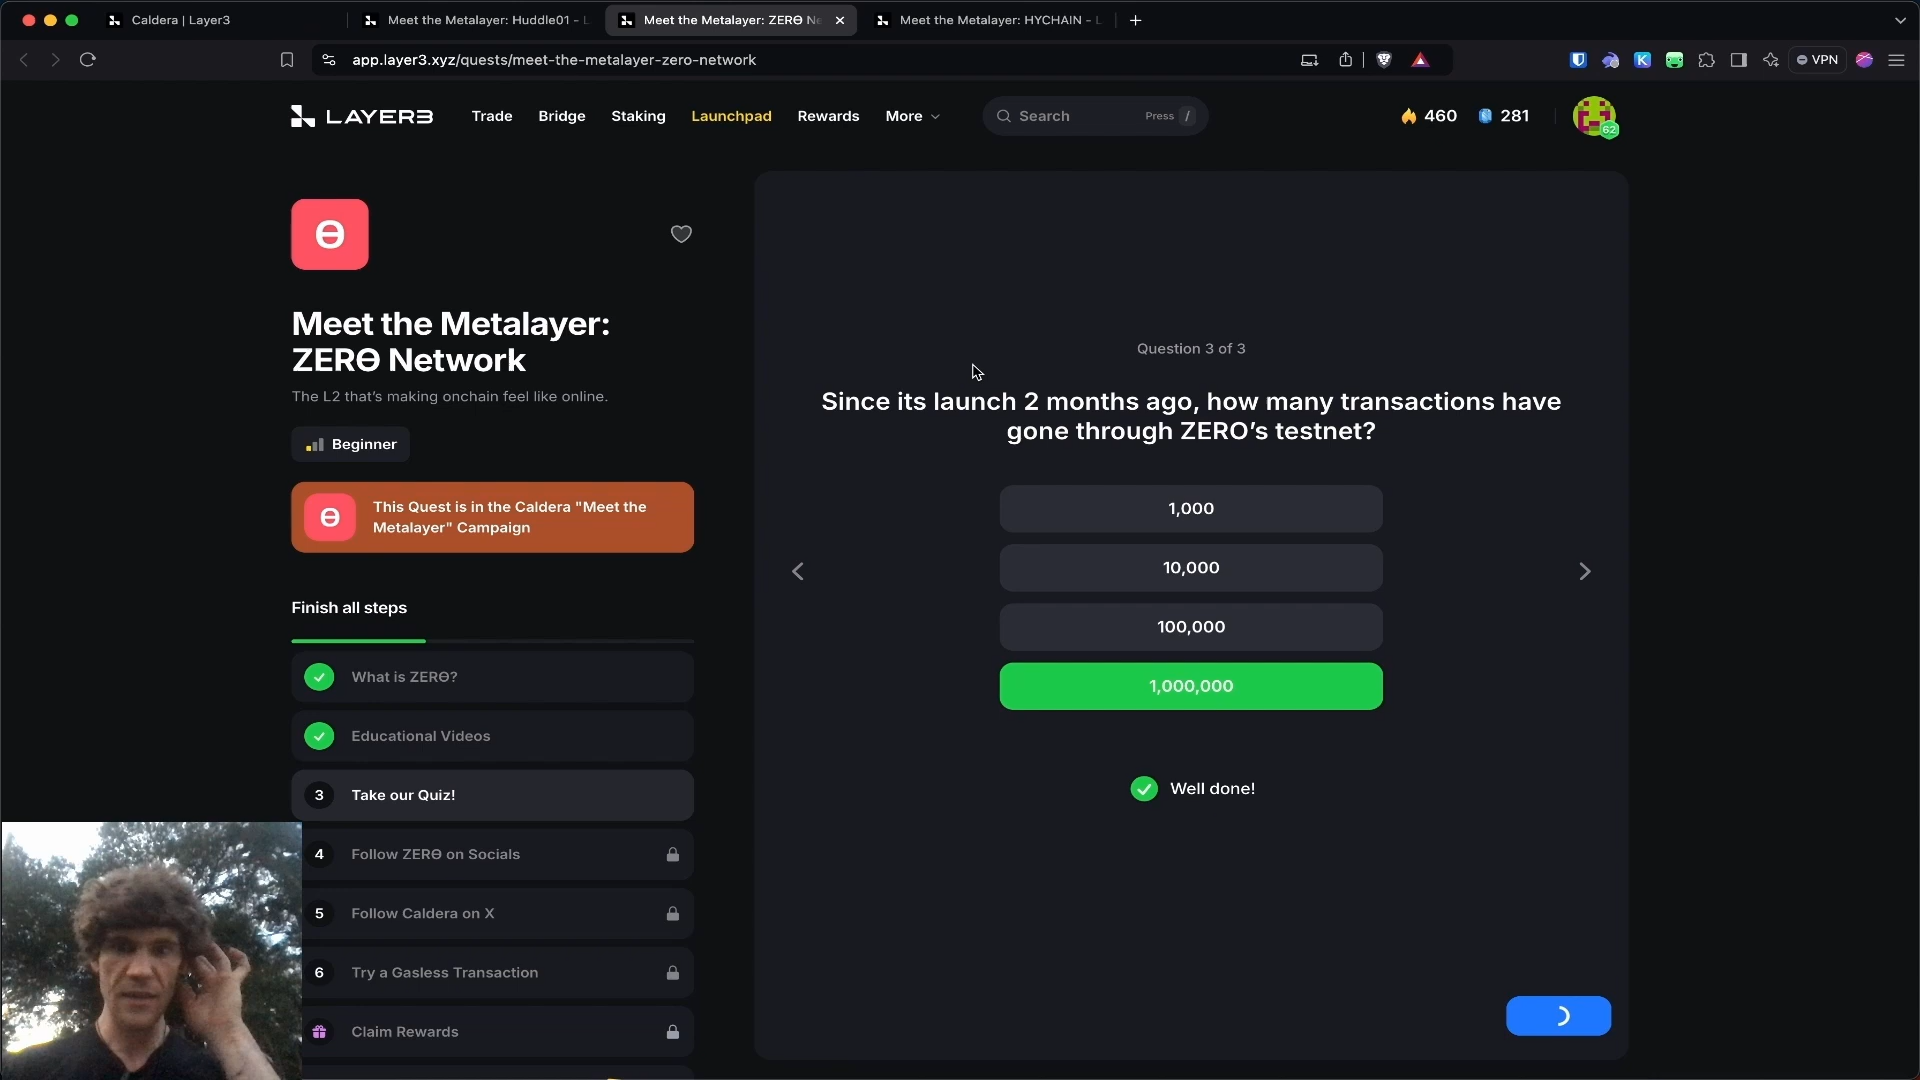 Caldera | Layer3
Meet the Metalayer: Huddle01 - L
Meet the Metalayer: ZERϴ Ne
Meet the Metalayer: HYCHAIN - L
app.layer3.xyz/quests/meet-the-metalayer-zero-network
VPN
LAYER3
Trade
Bridge
Staking
Launchpad
Rewards
More
Search
Press /
460
281
62
Meet the Metalayer:
ZERϴ Network
The L2 that's making onchain feel like online.
Beginner
This Quest is in the Caldera "Meet the
Metalayer" Campaign
Finish all steps
What is ZERϴ?
Educational Videos
3 Take our Quiz!
4 Follow ZERϴ on Socials
5 Follow Caldera on X
6 Try a Gasless Transaction
Claim Rewards
Question 3 of 3
Since its launch 2 months ago, how many transactions have
gone through ZERO’s testnet?
1,000
10,000
100,000
1,000,000
Well done!